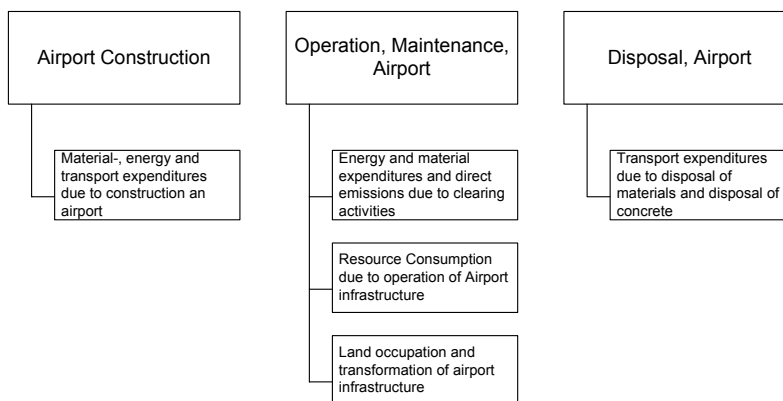 Airport Construction
Material-, energy and
transport expenditures
due to construction an
airport
Operation, Maintenance,
Airport
Energy and material
expenditures and direct
emissions due to clearing
activities
Resource Consumption
due to operation of Airport
infrastructure
Land occupation and
transformation of airport
infrastructure
Disposal, Airport
Transport expenditures
due to disposal of
materials and disposal of
concrete